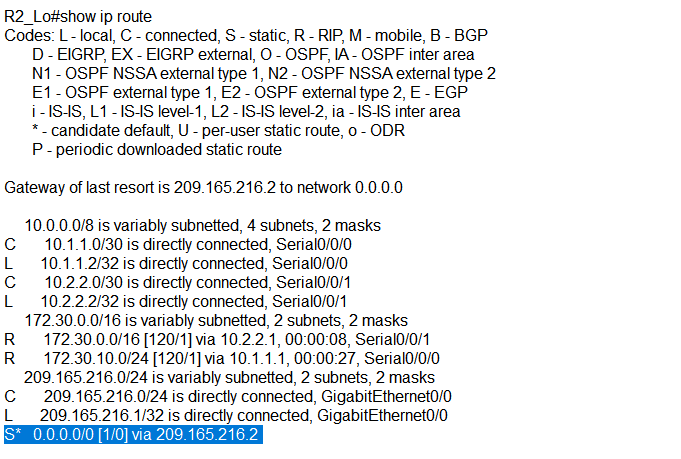 R2_Lo#show ip route
Codes: L - local, C - connected, S - static, R - RIP, M - mobile, B - BGP
D - EIGRP, EX - EIGRP external, O - OSPF, IA - OSPF inter area
N1 - OSPF NSSA external type 1, N2 - OSPF NSSA external type 2
E1 - OSPF external type 1, E2 - OSPF external type 2, E - EGP
i - IS-IS, L1 - IS-IS level-1, L2 - IS-IS level-2, ia - IS-IS inter area
* - candidate default, U - per-user static route, o - ODR
P - periodic downloaded static route
Gateway of last resort is 209.165.216.2 to network 0.0.0.0
10.0.0.0/8 is variably subnetted, 4 subnets, 2 masks
C 10.1.1.0/30 is directly connected, Serial0/0/0
L 10.1.1.2/32 is directly connected, Serial0/0/0
C 10.2.2.0/30 is directly connected, Serial0/0/1
L 10.2.2.2/32 is directly connected, Serial0/0/1
172.30.0.0/16 is variably subnetted, 2 subnets, 2 masks
R 172.30.0.0/16 [120/1] via 10.2.2.1, 00:00:08, Serial0/0/1
R 172.30.10.0/24 [120/1] via 10.1.1.1, 00:00:27, Serial0/0/0
209.165.216.0/24 is variably subnetted, 2 subnets, 2 masks
C 209.165.216.0/24 is directly connected, GigabitEthernet0/0
L 209.165.216.1/32 is directly connected, GigabitEthernet0/0
S* 0.0.0.0/0 [1/0] via 209.165.216.2